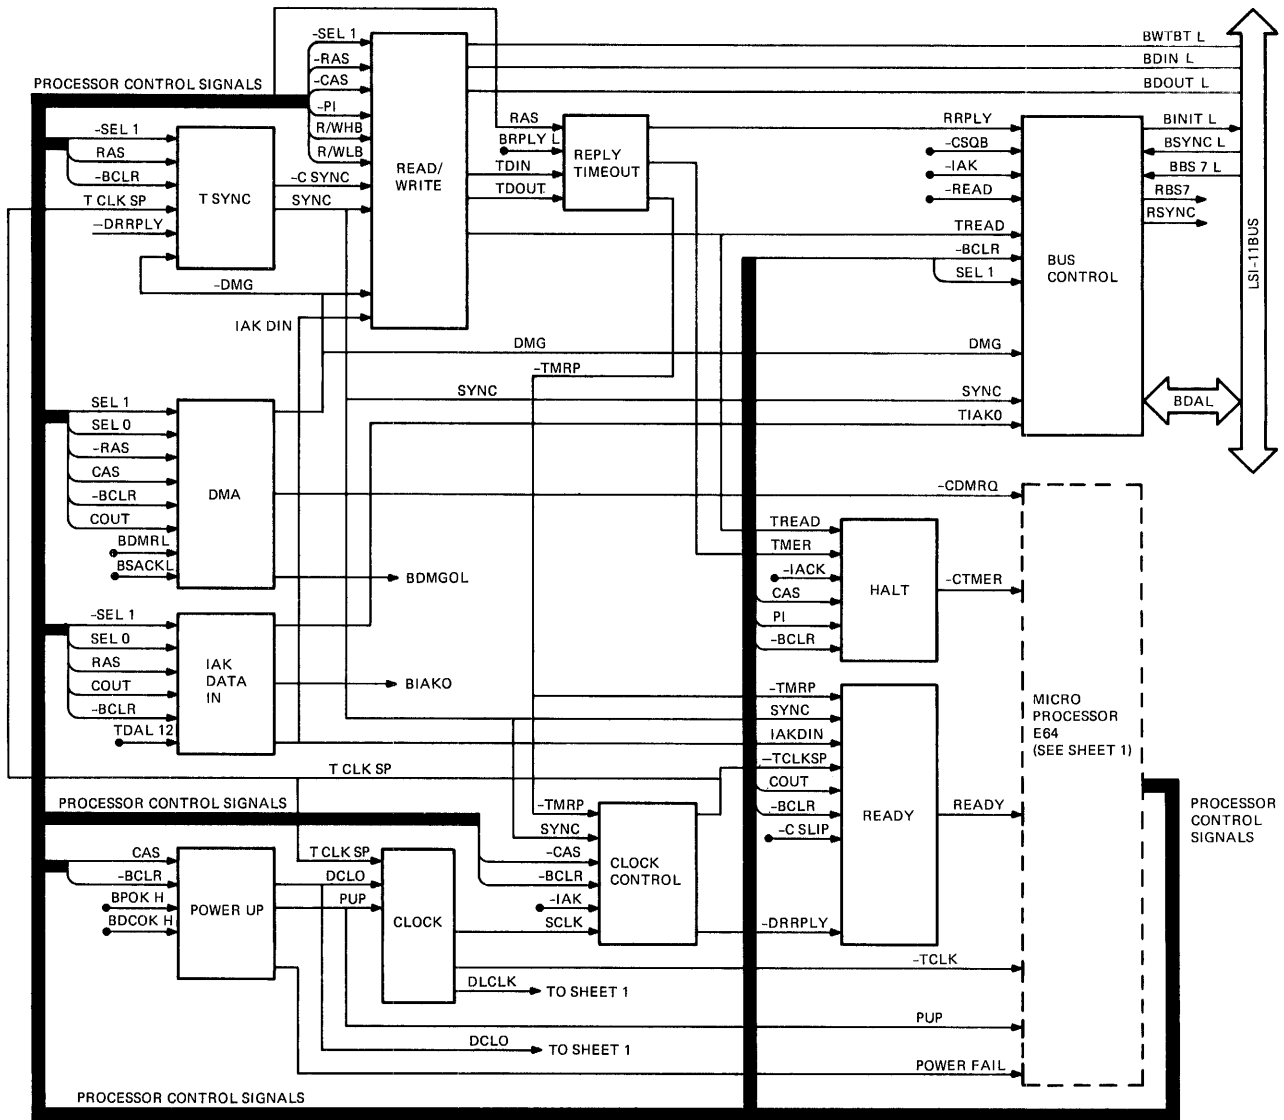 -SEL 1
-RAS
-CAS
-PI
R/WHB
R/WLB
PROCESSOR CONTROL SIGNALS
READ/
WRITE
BWTBT L
BDIN L
BDOUT L
-SEL 1
RAS
-BCLR
T CLK SP
-DRRPLY
T SYNC
-C SYNC
SYNC
-DMG
IAK DIN
RAS
BRPLY L
TDIN
TDOUT
REPLY
TIMEOUT
RRPLY
-CSQB
-IAK
-READ
TREAD
-BCLR
SEL 1
DMG
DMG
SYNC
SYNC
TIAK0
BUS
CONTROL
BINIT L
BSYNC L
BBS 7 L
RBS7
RSYNC
LSI-11BUS
BDAL
-TMRP
SEL 1
SEL 0
-RAS
CAS
-BCLR
COUT
BDMRL
BSACKL
DMA
BDMGOL
-CDMRQ
-SEL 1
SEL 0
RAS
COUT
-BCLR
TDAL 12
IAK
DATA
IN
BIAKO
TREAD
TMER
-IACK
CAS
PI
-BCLR
HALT
-CTMER
-TMRP
SYNC
IAKDIN
-TCLKSP
COUT
-BCLR
-C SLIP
-DRRPLY
READY
READY
MICRO
PROCESSOR
E64
(SEE SHEET 1)
PROCESSOR
CONTROL
SIGNALS
T CLK SP
PROCESSOR CONTROL SIGNALS
-TMRP
SYNC
-CAS
-BCLR
-IAK
SCLK
CLOCK
CONTROL
CAS
-BCLR
BPOK H
BDCOK H
POWER UP
T CLK SP
DCLO
PUP
CLOCK
-TCLK
DLCLK
TO SHEET 1
PUP
DCLO
TO SHEET 1
POWER FAIL
PROCESSOR CONTROL SIGNALS